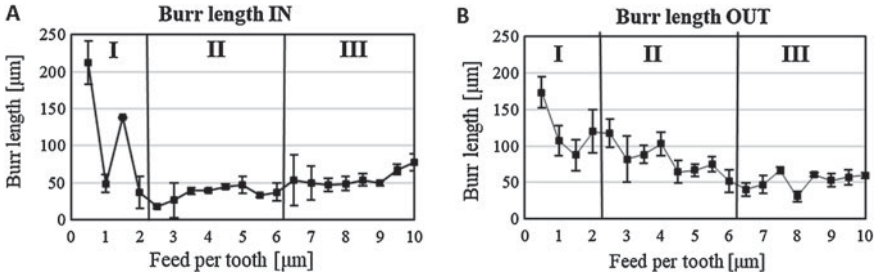 A Burr length IN
I II III
250
200
150
100
50
0
Burr length [μm]
0 1 2 3 4 5 6 7 8 9 10
Feed per tooth [μm]
B Burr length OUT
I II III
250
200
150
100
50
0
Burr length [μm]
0 1 2 3 4 5 6 7 8 9 10
Feed per tooth [μm]